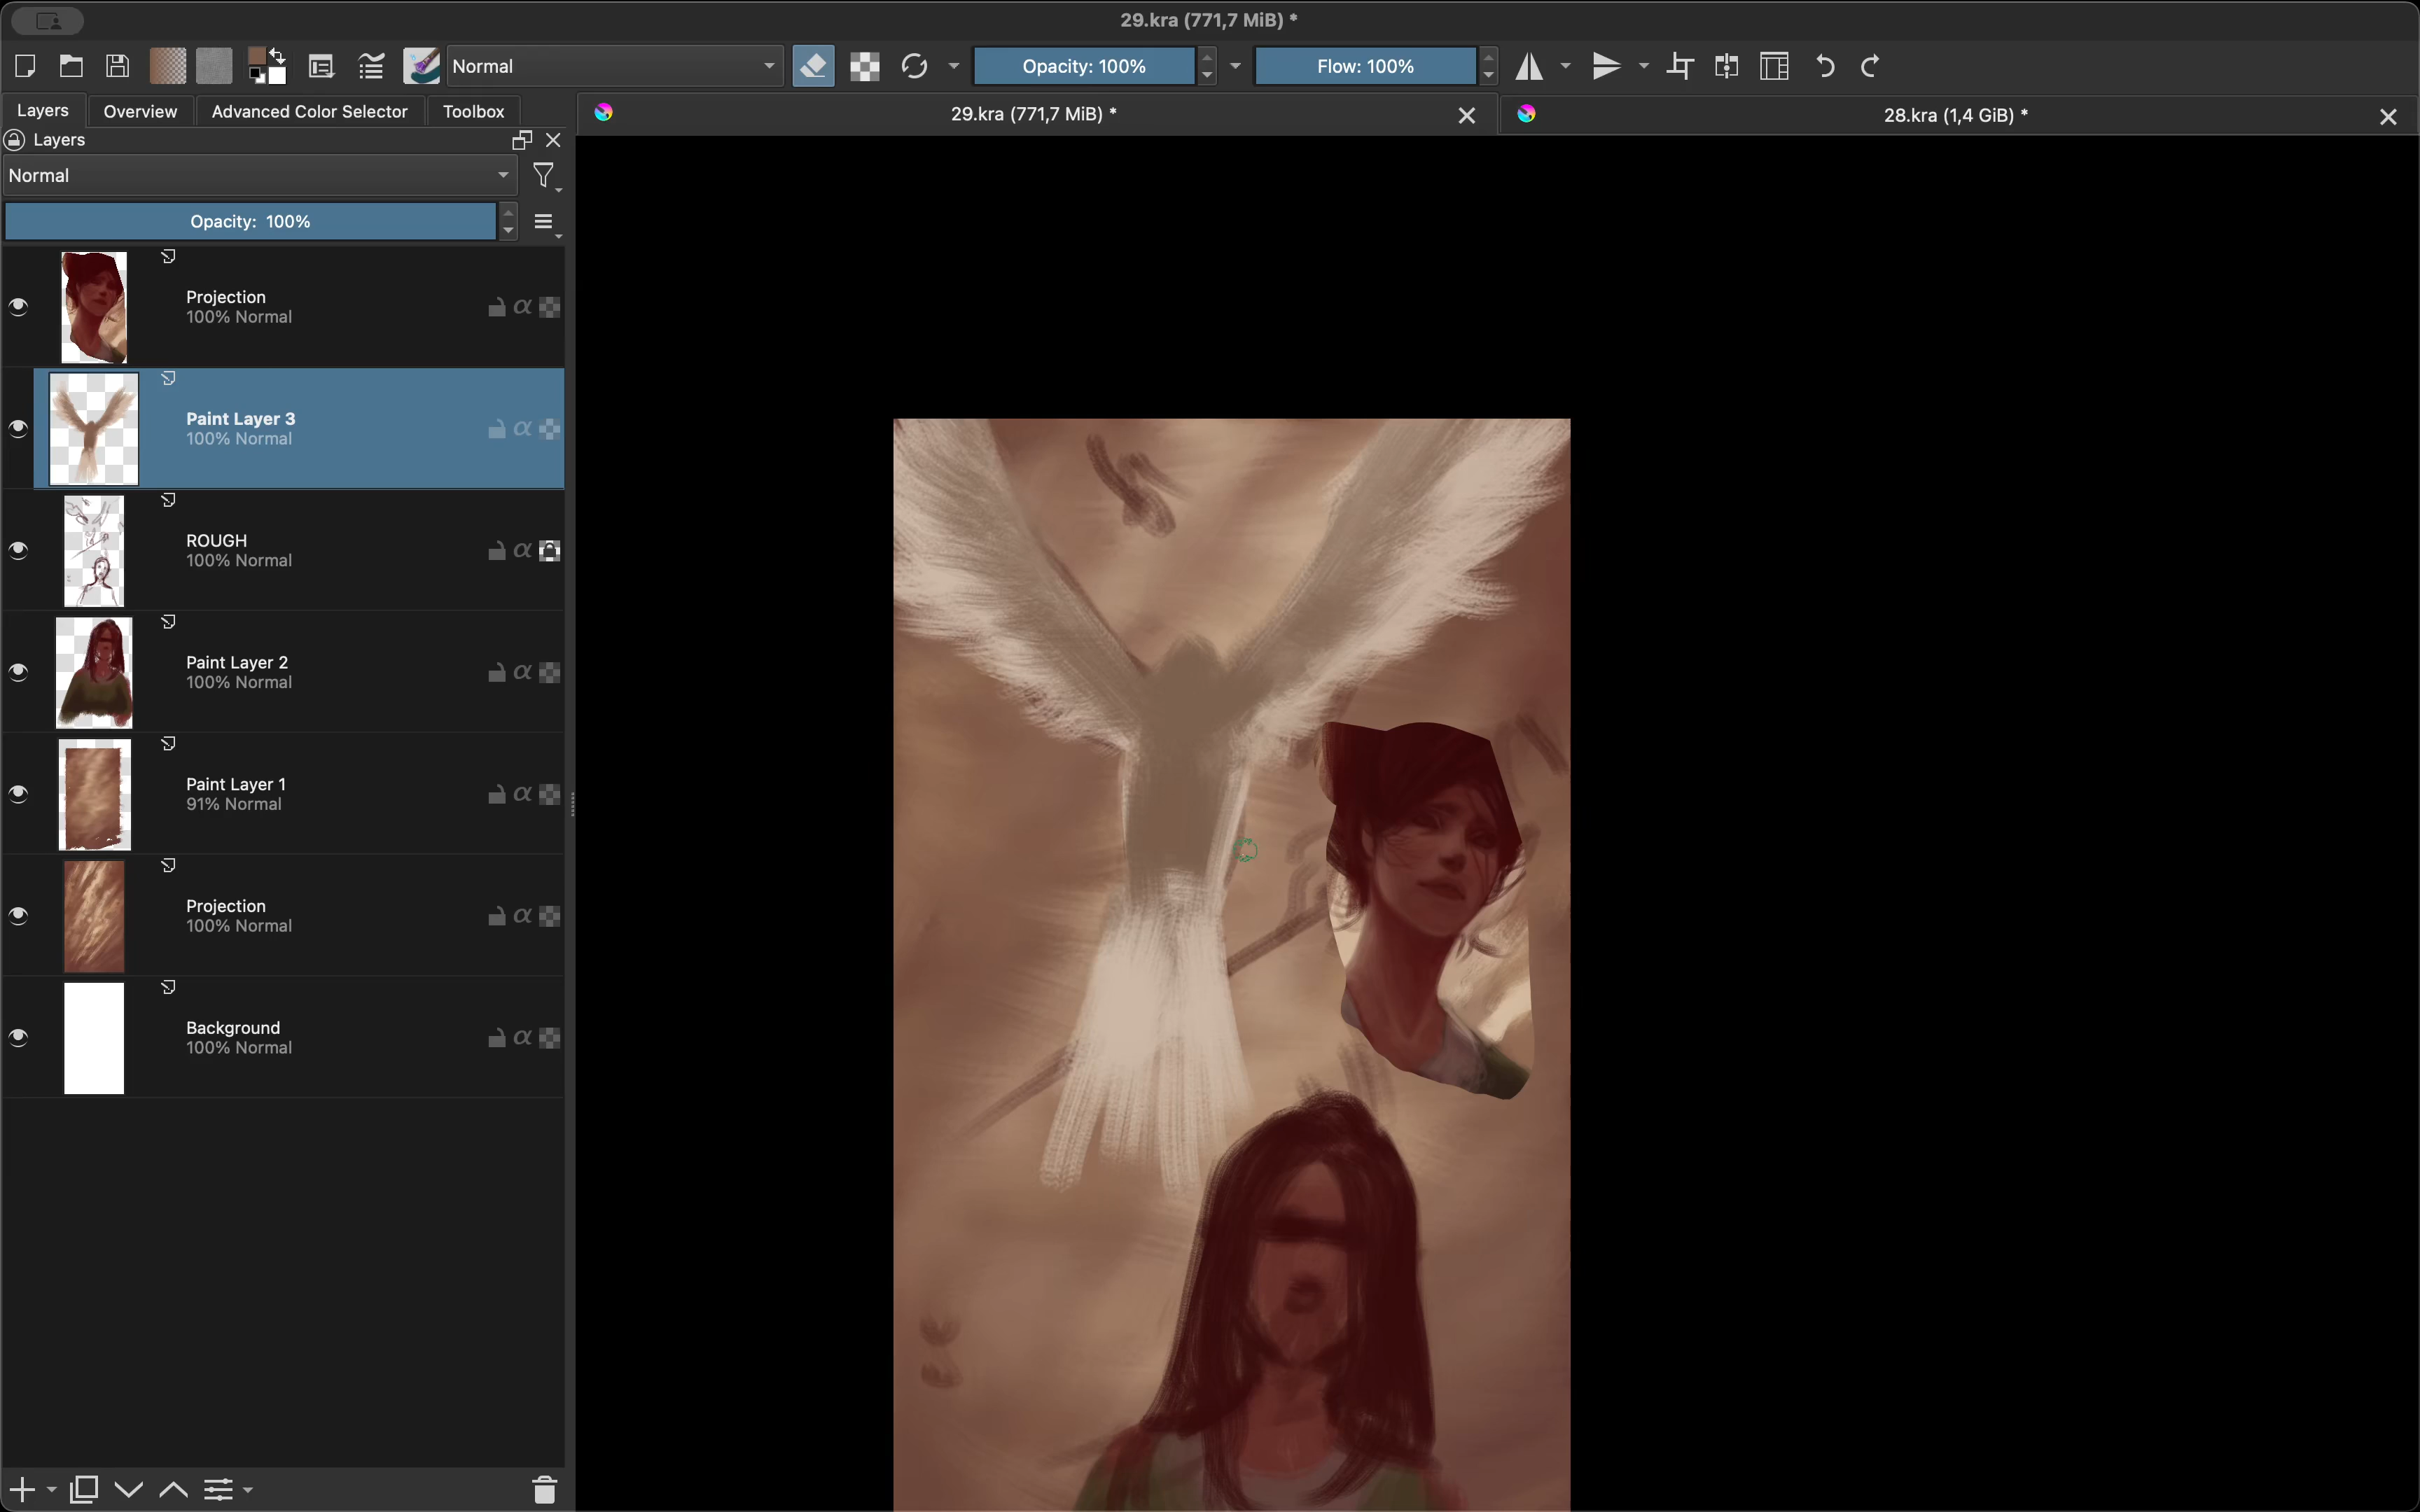 29.kra (771,7 MiB) *
Normal
Opacity: 100%
Flow: 100%
Layers
Overview
Advanced Color Selector
Toolbox
29.kra (771,7 MiB) *
28.kra (1,4 GiB) *
Layers
Normal
Opacity: 100%
Projection
100% Normal
Paint Layer 3
100% Normal
ROUGH
100% Normal
Paint Layer 2
100% Normal
Paint Layer 1
91% Normal
Projection
100% Normal
Background
100% Normal